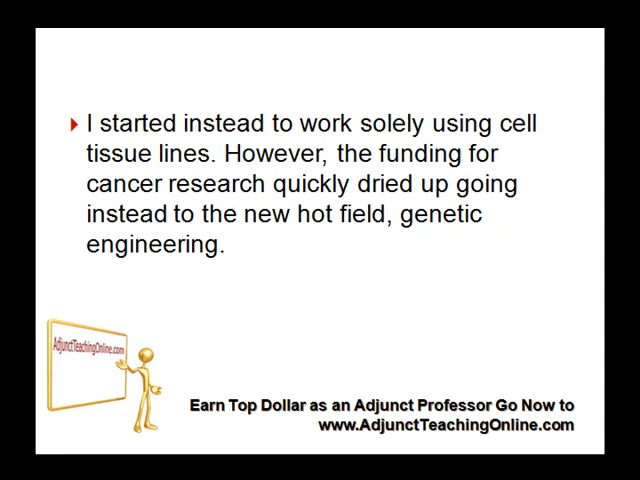 I started instead to work solely using cell
tissue lines. However, the funding for
cancer research quickly dried up going
instead to the new hot field, genetic
engineering.
AdjunctTeachingOnline.com
Earn Top Dollar as an Adjunct Professor Go Now to
www.AdjunctTeachingOnline.com